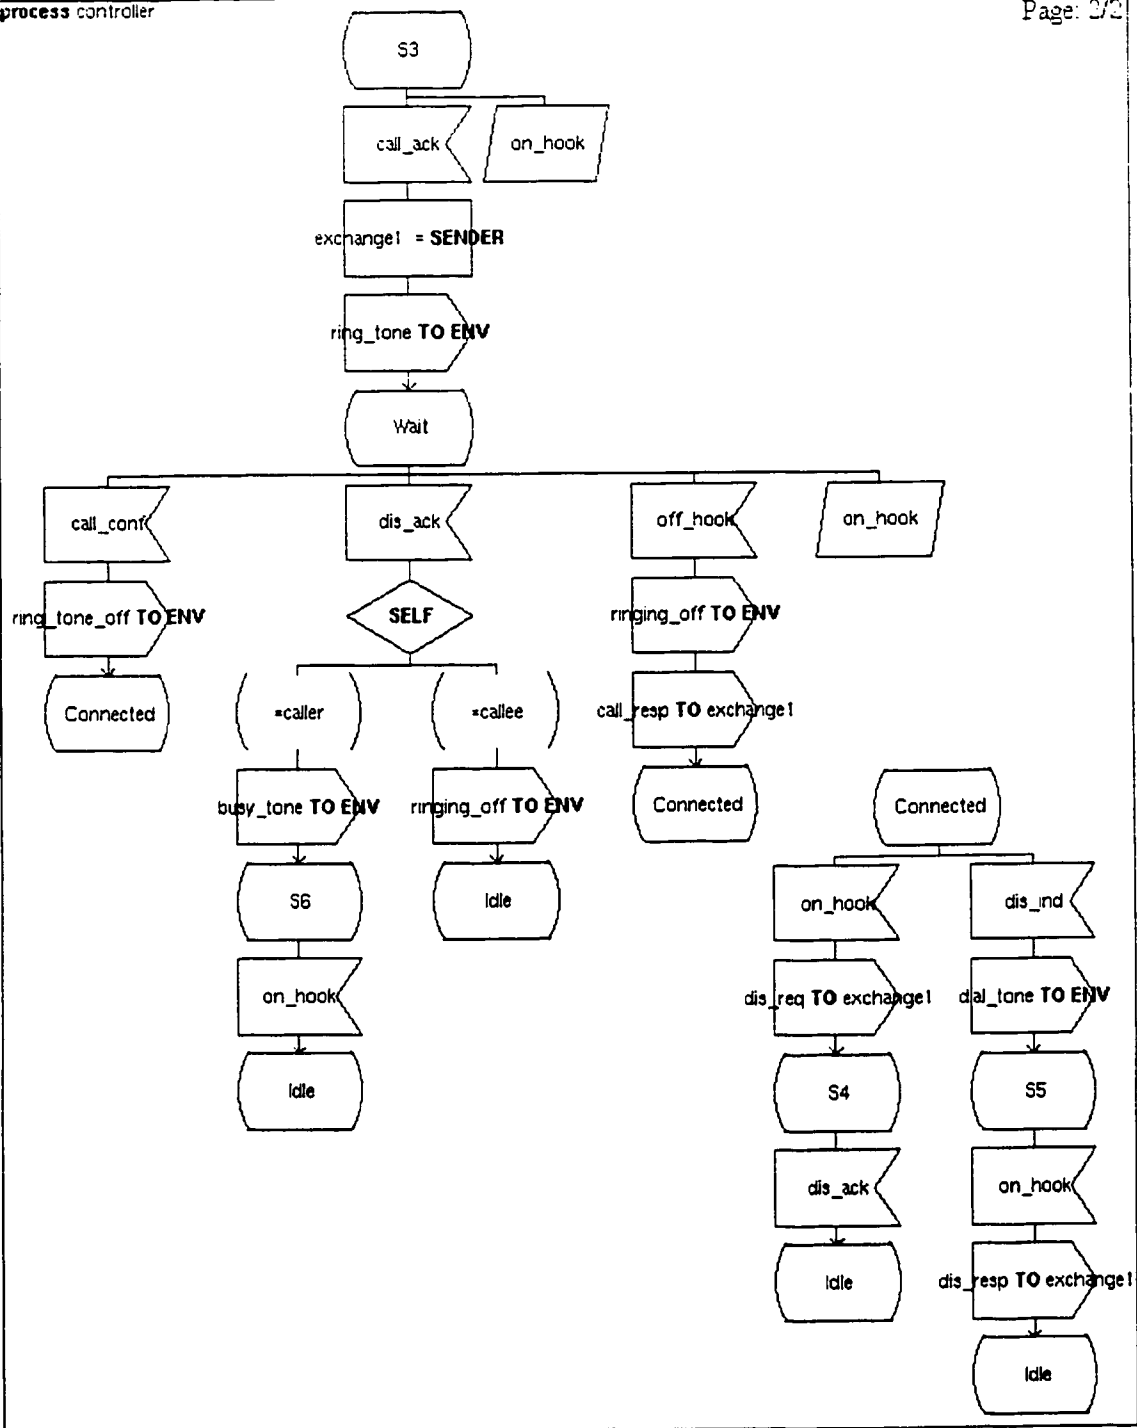 process controller
Page: 2/2
S3
call_ack
on_hook
exchange1 = SENDER
ring_tone TO ENV
Wait
call_conf
dis_ack
off_hook
on_hook
ring_tone_off TO ENV
SELF
ringing_off TO ENV
Connected
=caller
=callee
call_resp TO exchange1
busy_tone TO ENV
ringing_off TO ENV
Connected
Connected
S6
Idle
on_hook
dis_ind
on_hook
dis_req TO exchange1
dial_tone TO ENV
Idle
S4
S5
dis_ack
on_hook
Idle
dis_resp TO exchange1
Idle